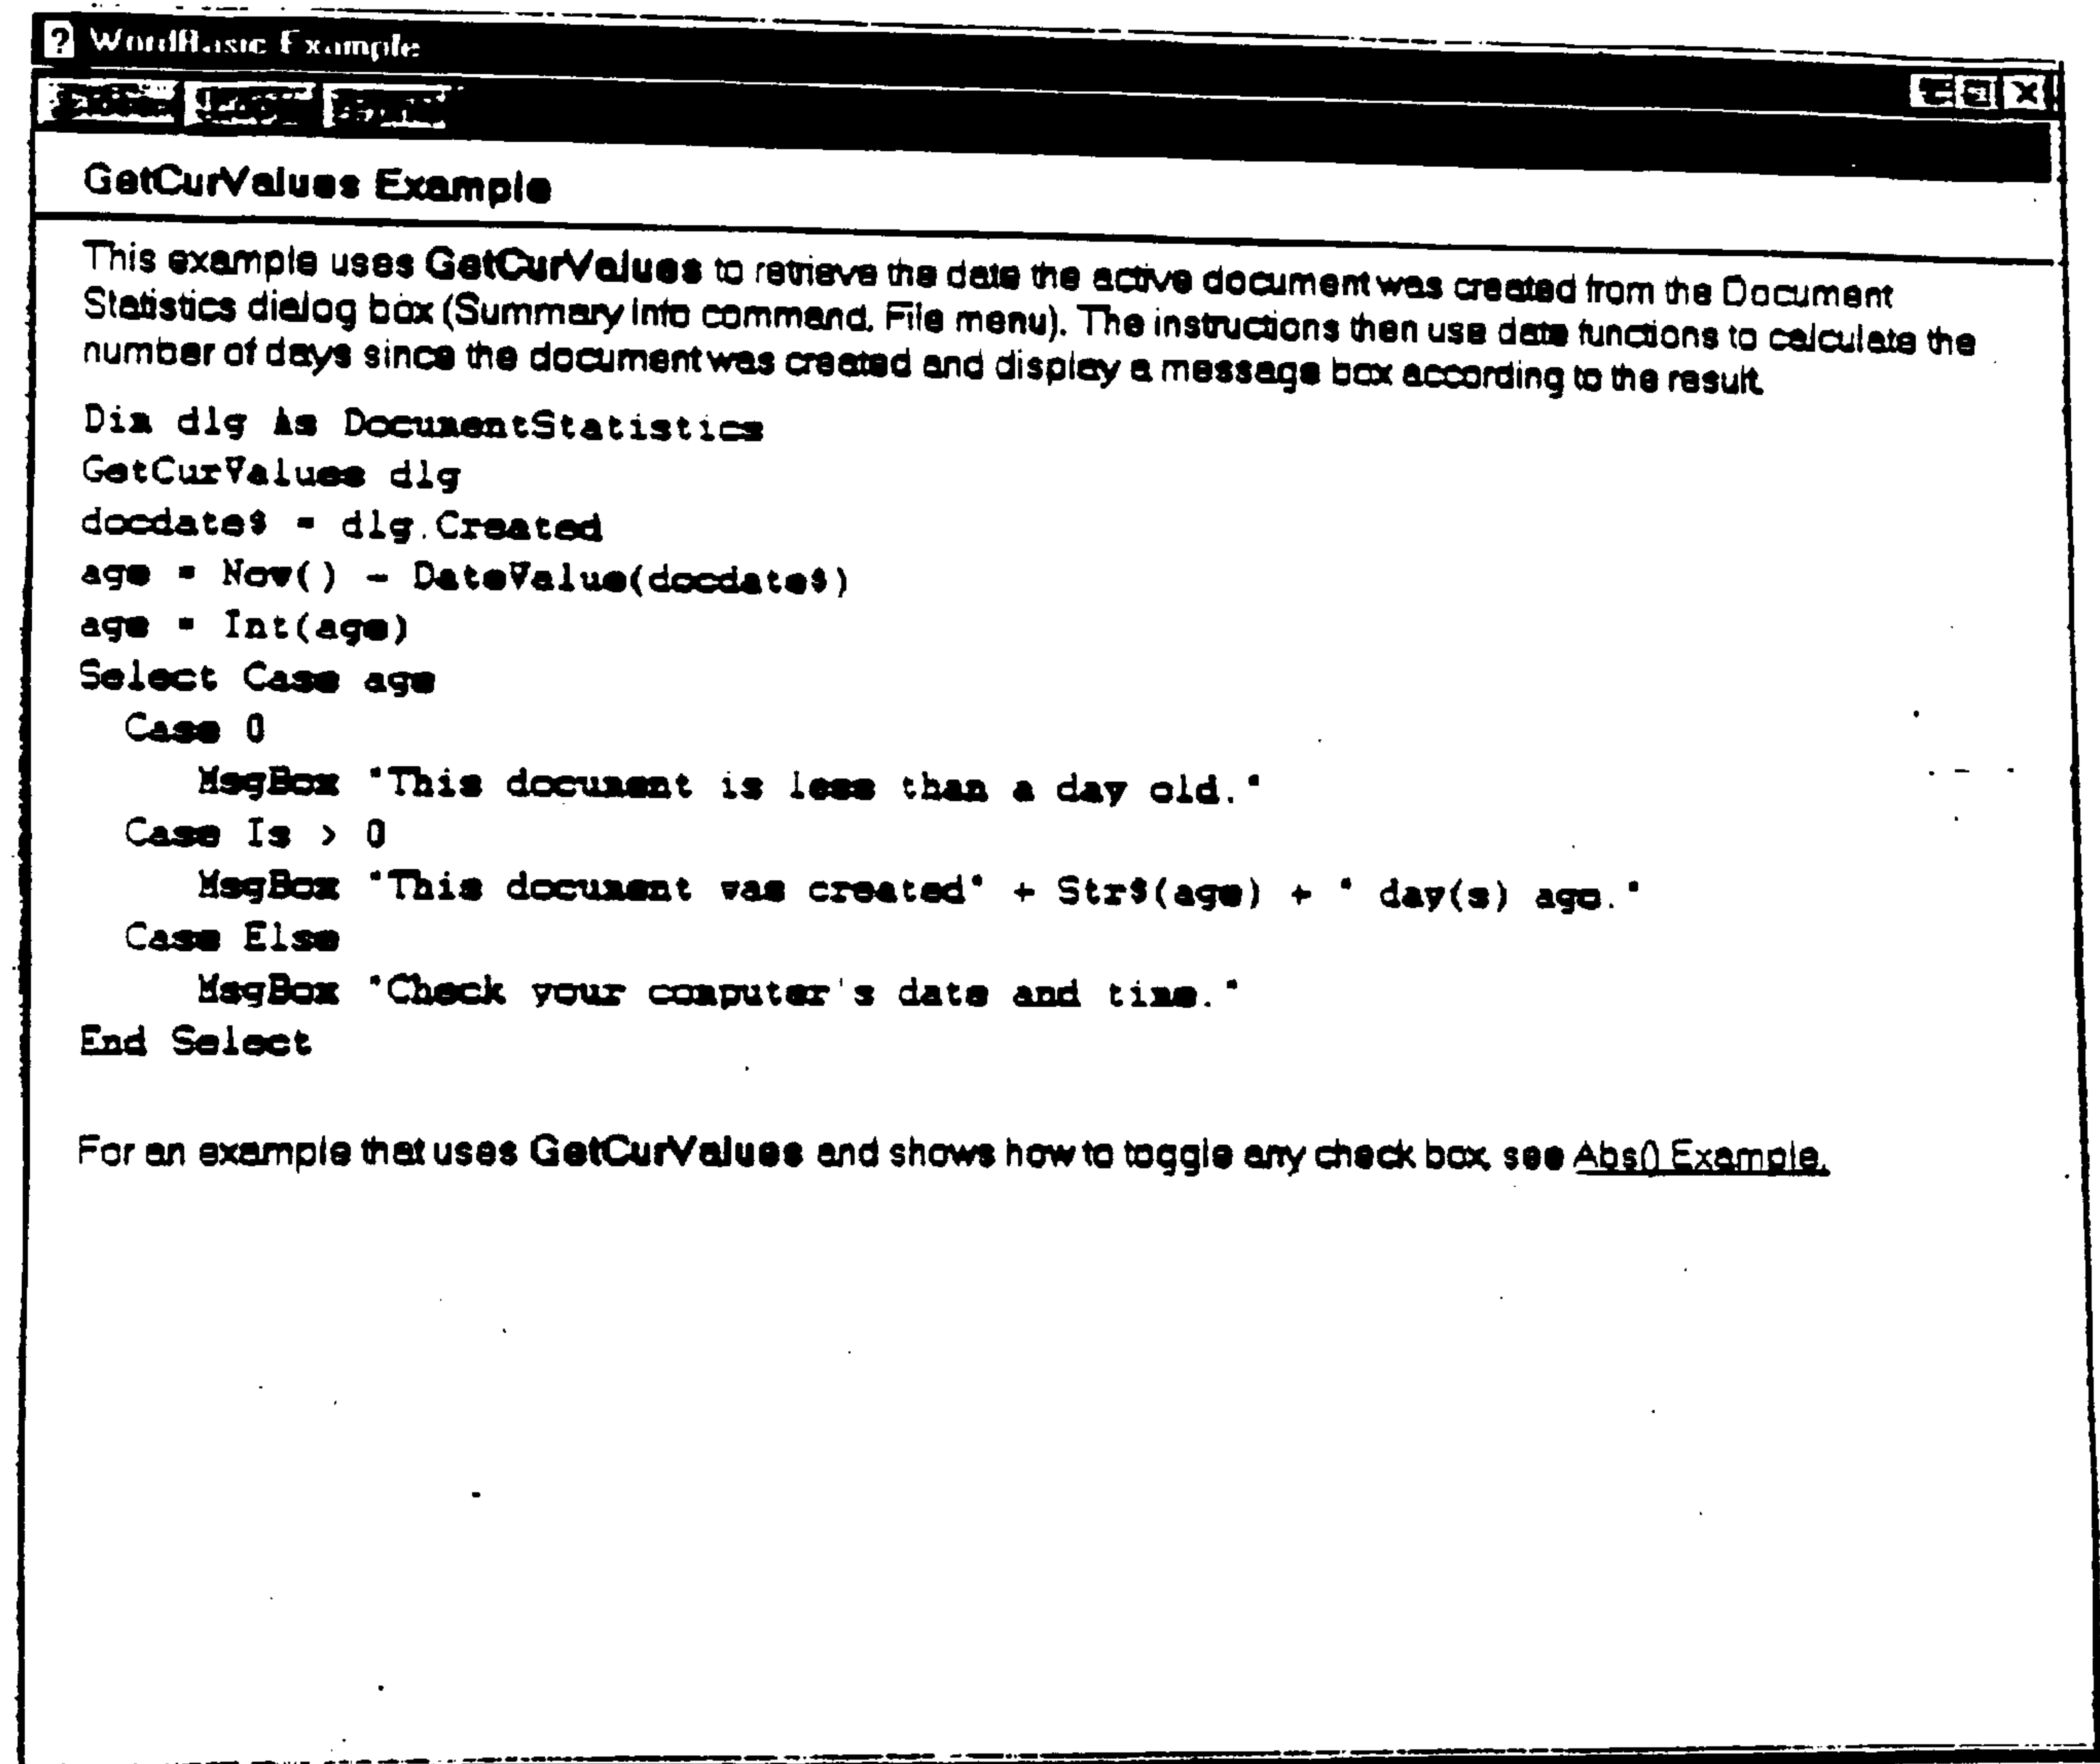 WordBasic Example
GetCurValues Example
This example uses GetCurValues to retrieve the date the active document was created from the Document
Statistics dialog box (Summary Info command, File menu). The instructions then use date functions to calculate the
number of days since the document was created and display a message box according to the result.
Dim dlg As DocumentStatistics
GetCurValues dlg
docdate$ = dlg.Created
age = Now() - DateValue(docdate$)
age = Int(age)
Select Case age
Case 0
MsgBox "This document is less than a day old."
Case Is > 0
MsgBox "This document was created" + Str$(age) + " day(s) ago."
Case Else
MsgBox "Check your computer's date and time."
End Select
For an example that uses GetCurValues and shows how to toggle any check box, see Abs() Example.